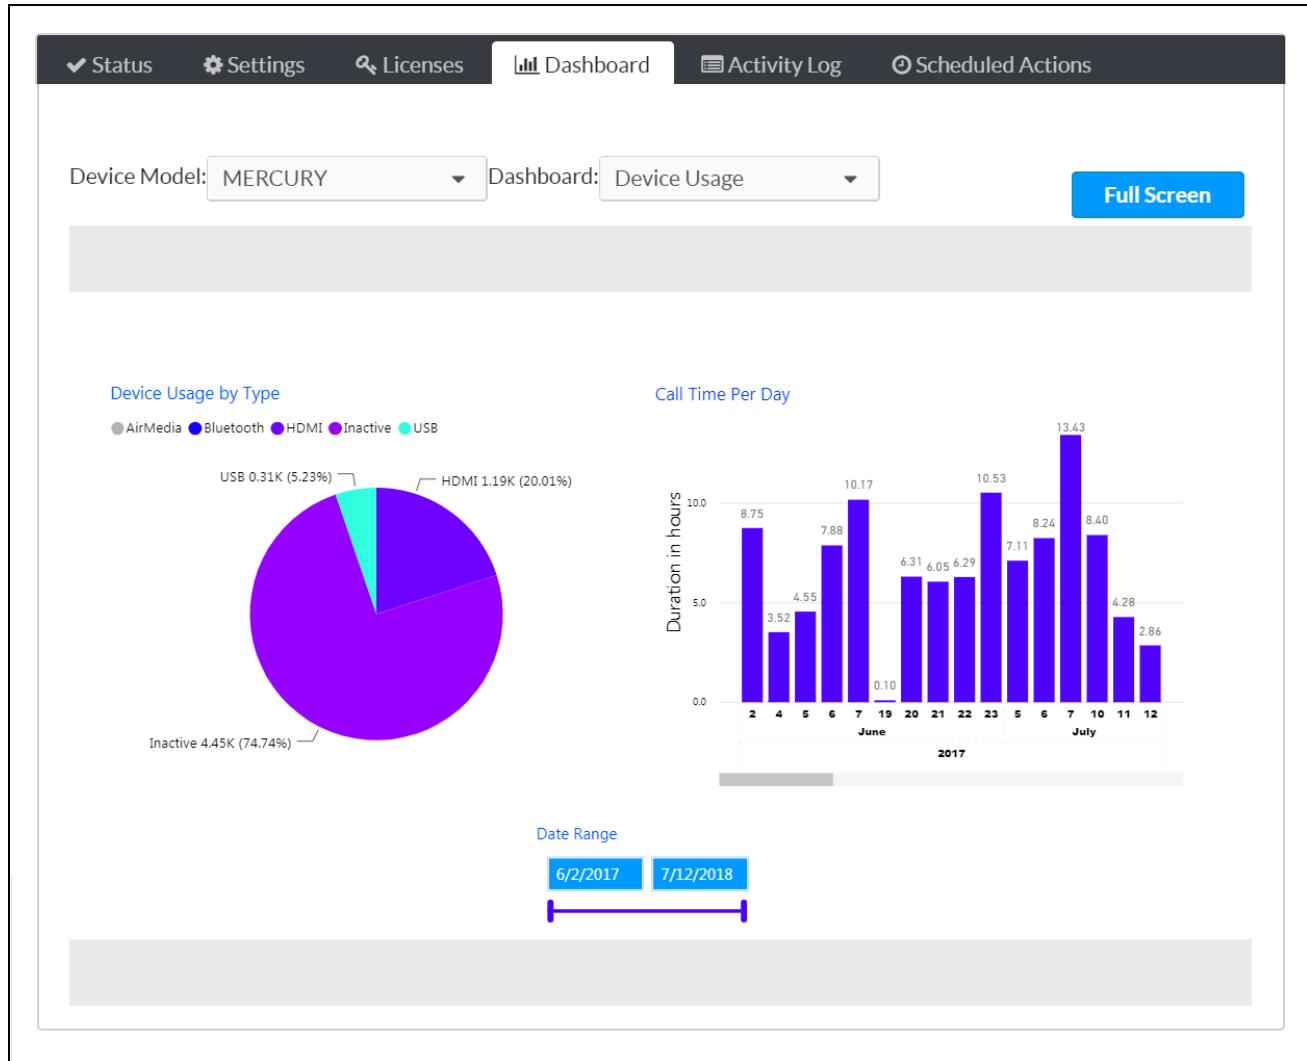 Status Settings Licenses Dashboard Activity Log Scheduled Actions
Device Model: MERCURY Dashboard: Device Usage
Full Screen
Device Usage by Type
AirMedia Bluetooth HDMI Inactive USB
USB 0.31K (5.23%)
HDMI 1.19K (20.01%)
Inactive 4.45K (74.74%)
Call Time Per Day
Duration in hours
10.0
5.0
0.0
8.75
3.52
4.55
7.88
10.17
0.10
6.31
6.05
6.29
10.53
7.11
8.24
13.43
8.40
4.28
2.86
2 4 5 6 7 19 20 21 22 23 5 6 7 10 11 12
June July
2017
Date Range
6/2/2017 7/12/2018